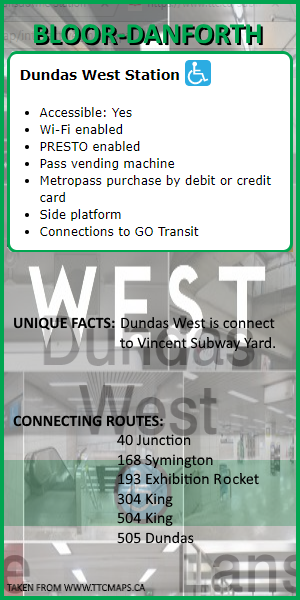 BLOOR-DANFORTH
Dundas West Station
Accessible: Yes
Wi-Fi enabled
PRESTO enabled
Pass vending machine
Metropass purchase by debit or credit
card
Side platform
Connections to GO Transit
WEST
UNIQUE FACTS: Dundas West is connect
to Vincent Subway Yard.
Dundas
West
CONNECTING ROUTES:
40 Junction
168 Symington
193 Exhibition Rocket
304 King
504 King
505 Dundas
TAKEN FROM WWW.TTCMAPS.CA